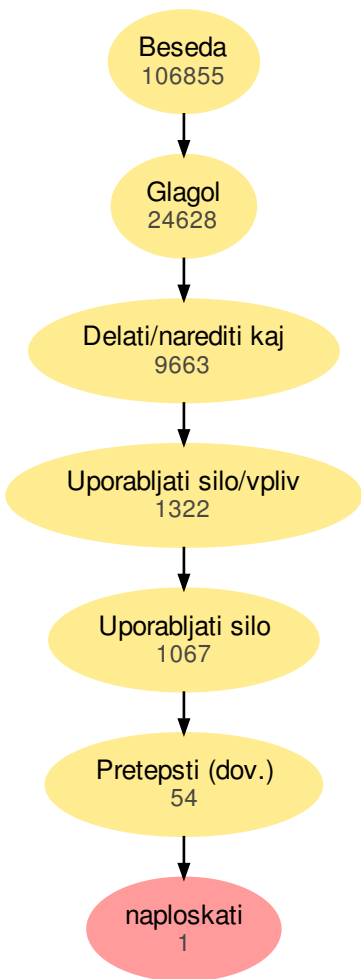 Beseda
106855
Glagol
24628
Delati/narediti kaj
9663
Uporabljati silo/vpliv
1322
Uporabljati silo
1067
Pretepsti (dov.)
54
naploskati
1